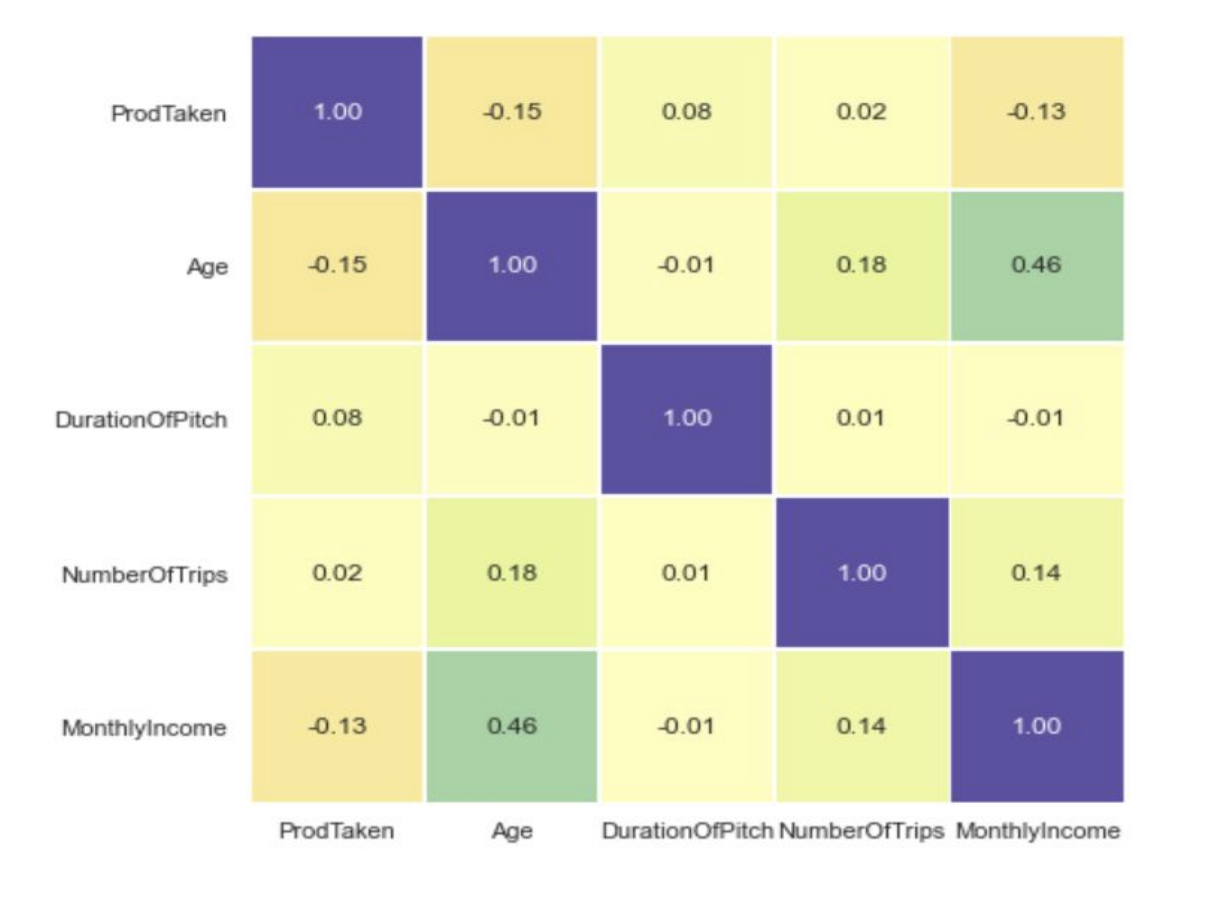 ProdTaken 1.00 -0.15 0.08 0.02 -0.13
Age -0.15 1.00 -0.01 0.18 0.46
DurationOfPitch 0.08 -0.01 1.00 0.01 -0.01
NumberOfTrips 0.02 0.18 0.01 1.00 0.14
MonthlyIncome -0.13 0.46 -0.01 0.14 1.00
ProdTaken Age DurationOfPitch NumberOfTrips MonthlyIncome